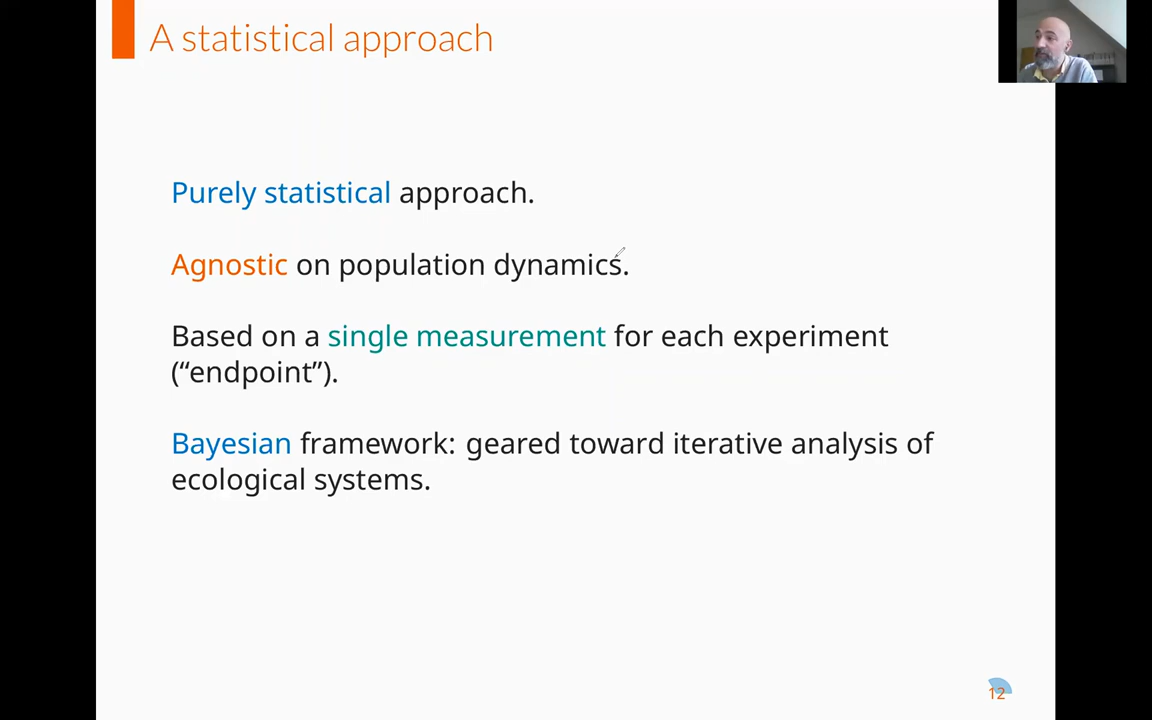 A statistical approach
Purely statistical approach.
Agnostic on population dynamics.
Based on a single measurement for each experiment
(“endpoint”).
Bayesian framework: geared toward iterative analysis of
ecological systems.
12